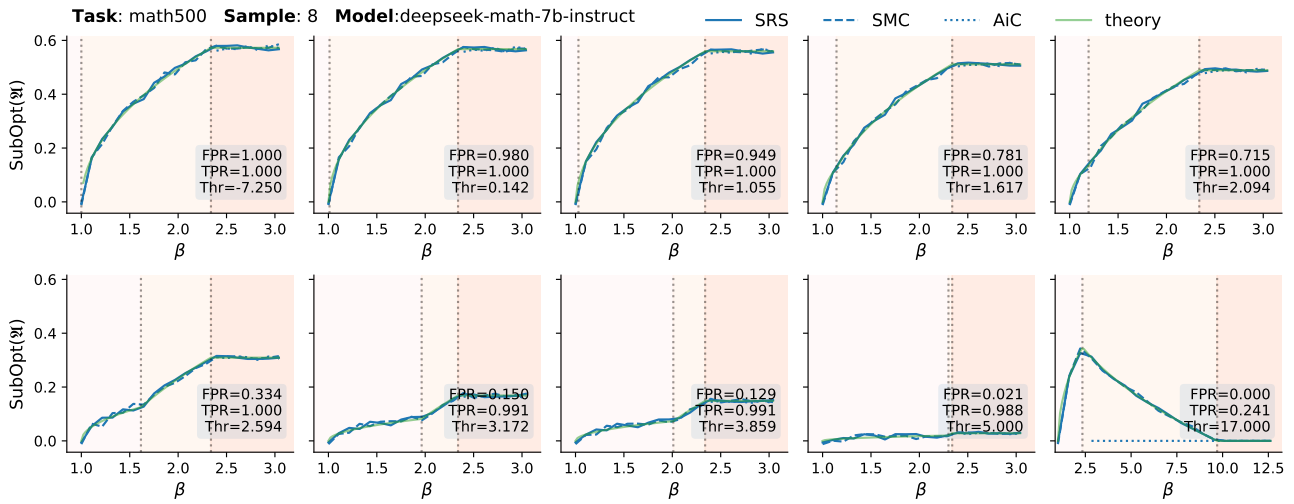 Task: math500 Sample: 8 Model:deepseek-math-7b-instruct
SRS SMC AiC theory
SubOpt(𝔄)
0.6
0.4
0.2
0.0
FPR=1.000
TPR=1.000
Thr=-7.250
1.0 1.5 2.0 2.5 3.0
β
FPR=0.980
TPR=1.000
Thr=0.142
1.0 1.5 2.0 2.5 3.0
β
FPR=0.949
TPR=1.000
Thr=1.055
1.0 1.5 2.0 2.5 3.0
β
FPR=0.781
TPR=1.000
Thr=1.617
1.0 1.5 2.0 2.5 3.0
β
FPR=0.715
TPR=1.000
Thr=2.094
1.0 1.5 2.0 2.5 3.0
β
SubOpt(𝔄)
0.6
0.4
0.2
0.0
FPR=0.334
TPR=1.000
Thr=2.594
1.0 1.5 2.0 2.5 3.0
β
FPR=0.150
TPR=0.991
Thr=3.172
1.0 1.5 2.0 2.5 3.0
β
FPR=0.129
TPR=0.991
Thr=3.859
1.0 1.5 2.0 2.5 3.0
β
FPR=0.021
TPR=0.988
Thr=5.000
1.0 1.5 2.0 2.5 3.0
β
FPR=0.000
TPR=0.241
Thr=17.000
2.5 5.0 7.5 10.0 12.5
β